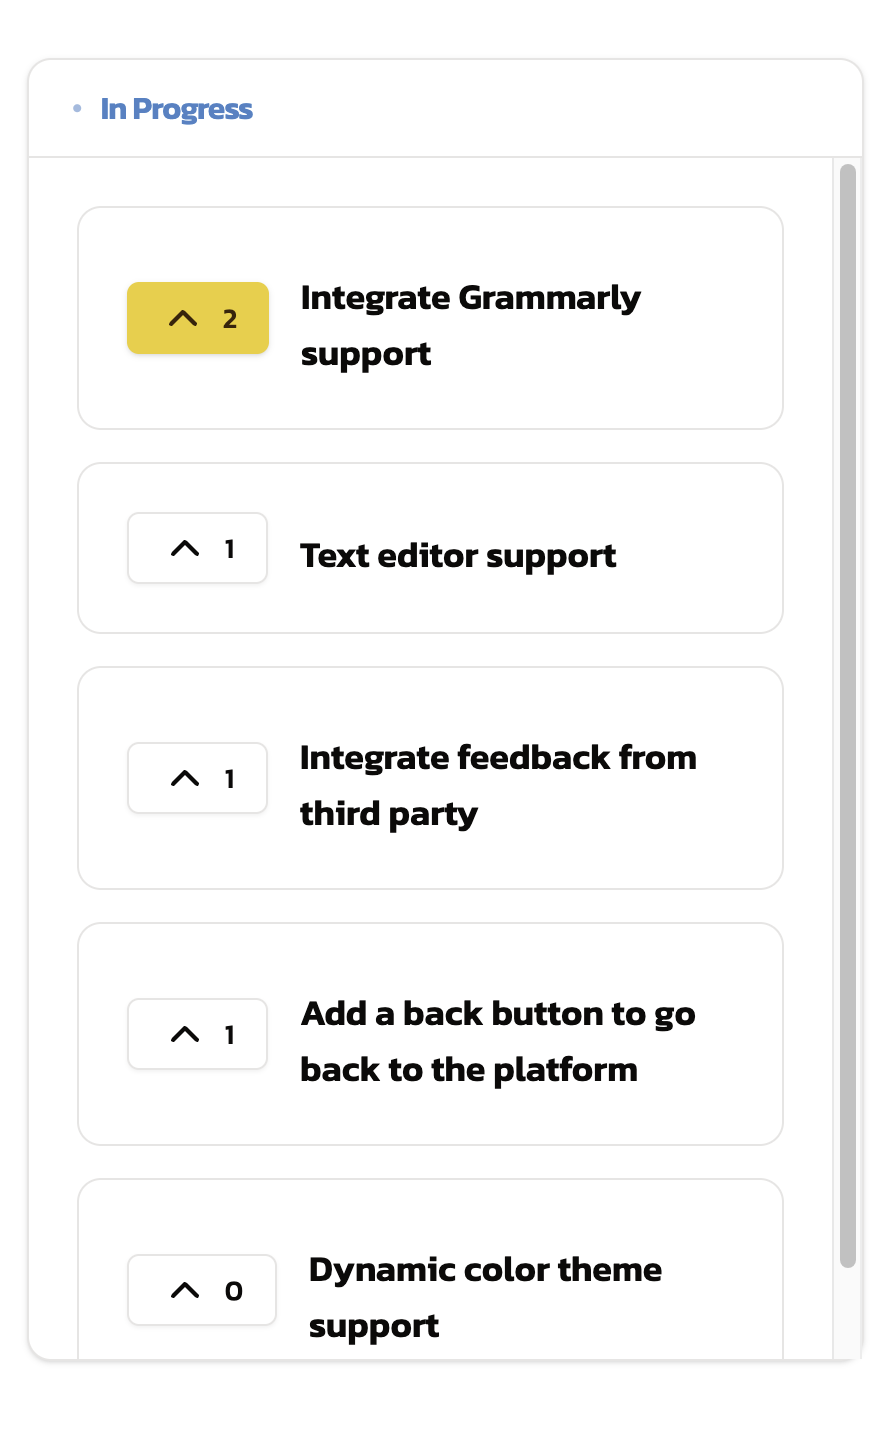 In Progress
2
Integrate Grammarly
support
1
Text editor support
1
Integrate feedback from
third party
1
Add a back button to go
back to the platform
0
Dynamic color theme
support